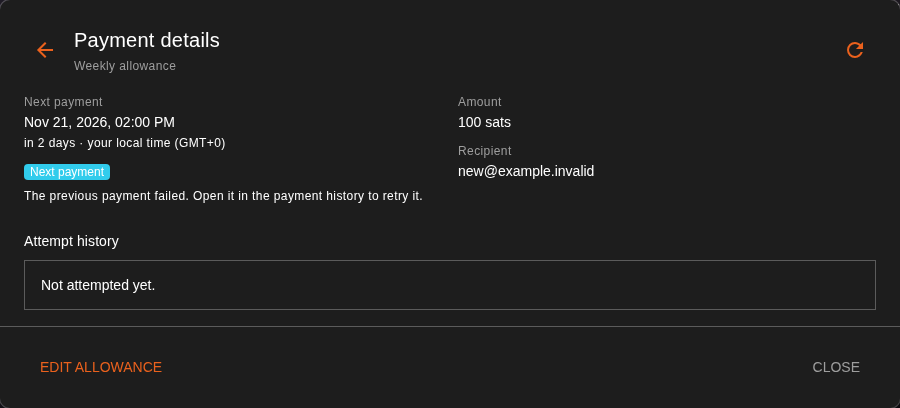 Payment details
Weekly allowance
Next payment
Nov 21, 2026, 02:00 PM
in 2 days · your local time (GMT+0)
Next payment
The previous payment failed. Open it in the payment history to retry it.
Amount
100 sats
Recipient
new@example.invalid
Attempt history
Not attempted yet.
EDIT ALLOWANCE
CLOSE